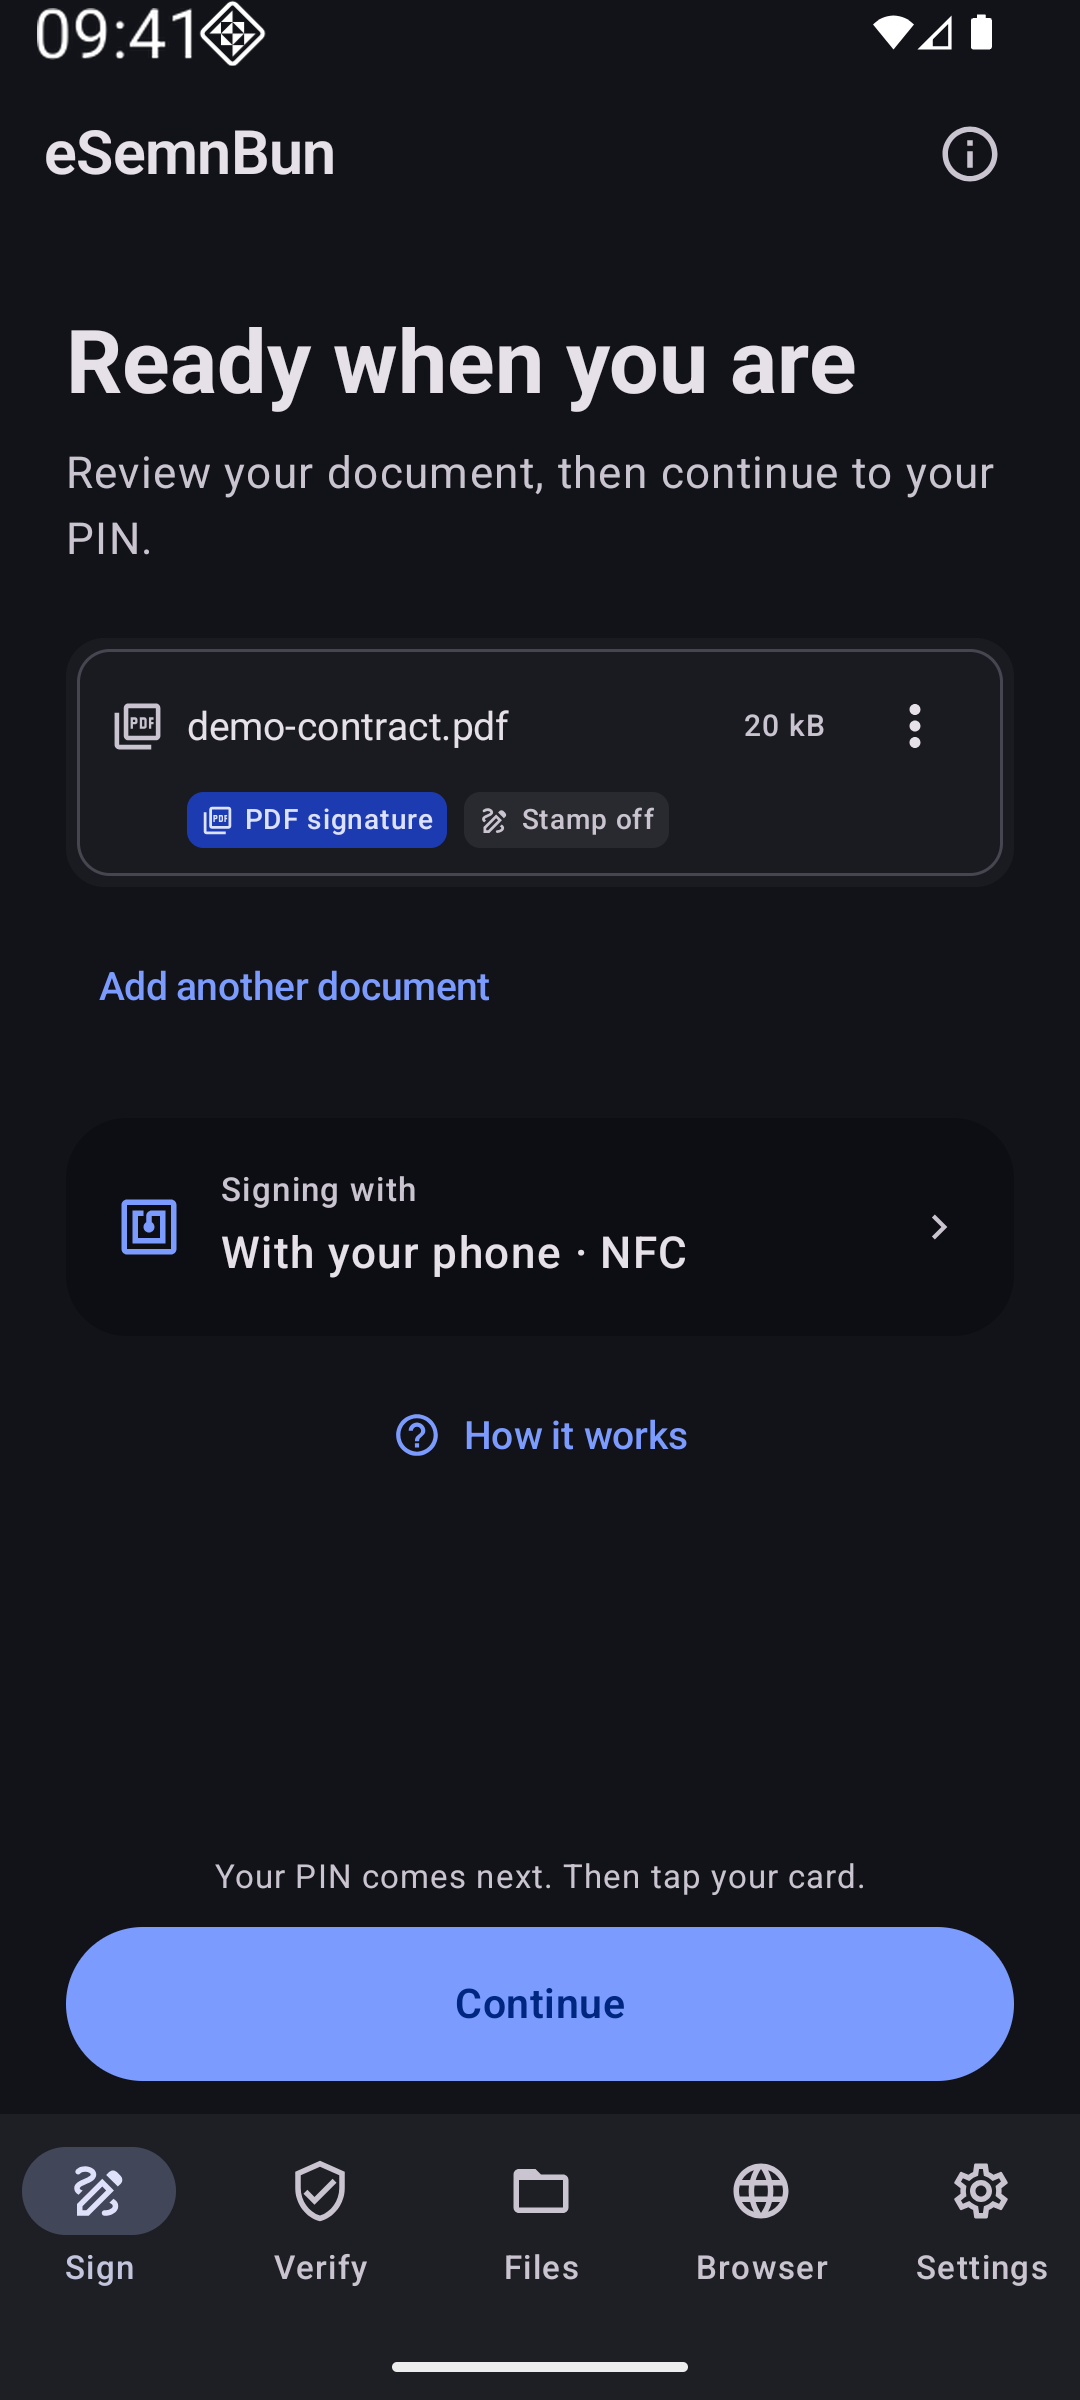 09:41
eSemnBun
Ready when you are
Review your document, then continue to your
PIN.
PDF demo-contract.pdf 20 kB
PDF PDF signature Stamp off
Add another document
Signing with
With your phone · NFC
How it works
Your PIN comes next. Then tap your card.
Continue
Sign Verify Files Browser Settings